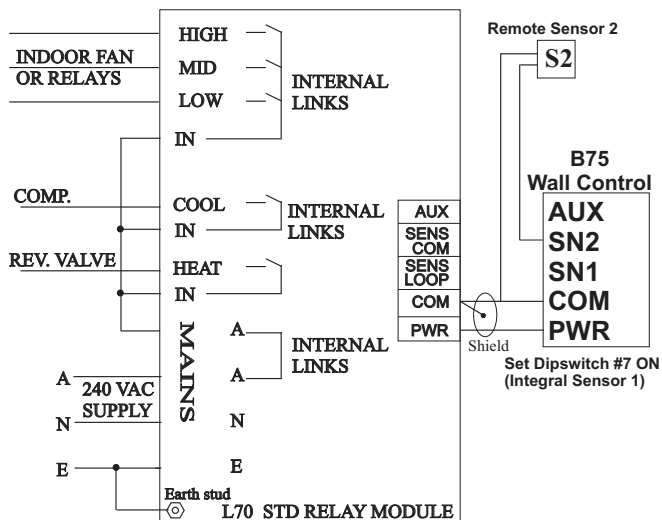 HIGH
INDOOR FAN
OR RELAYS
MID
LOW
INTERNAL
LINKS
IN
COMP.
COOL
IN
INTERNAL
LINKS
REV. VALVE
HEAT
IN
MAINS
A
A
INTERNAL
LINKS
A
240 VAC
SUPPLY
N
N
E
E
Earth stud
L70 STD RELAY MODULE
AUX
SENS
COM
SENS
LOOP
COM
PWR
Shield
Remote Sensor 2
S2
B75
Wall Control
AUX
SN2
SN1
COM
PWR
Set Dipswitch #7 ON
(Integral Sensor 1)